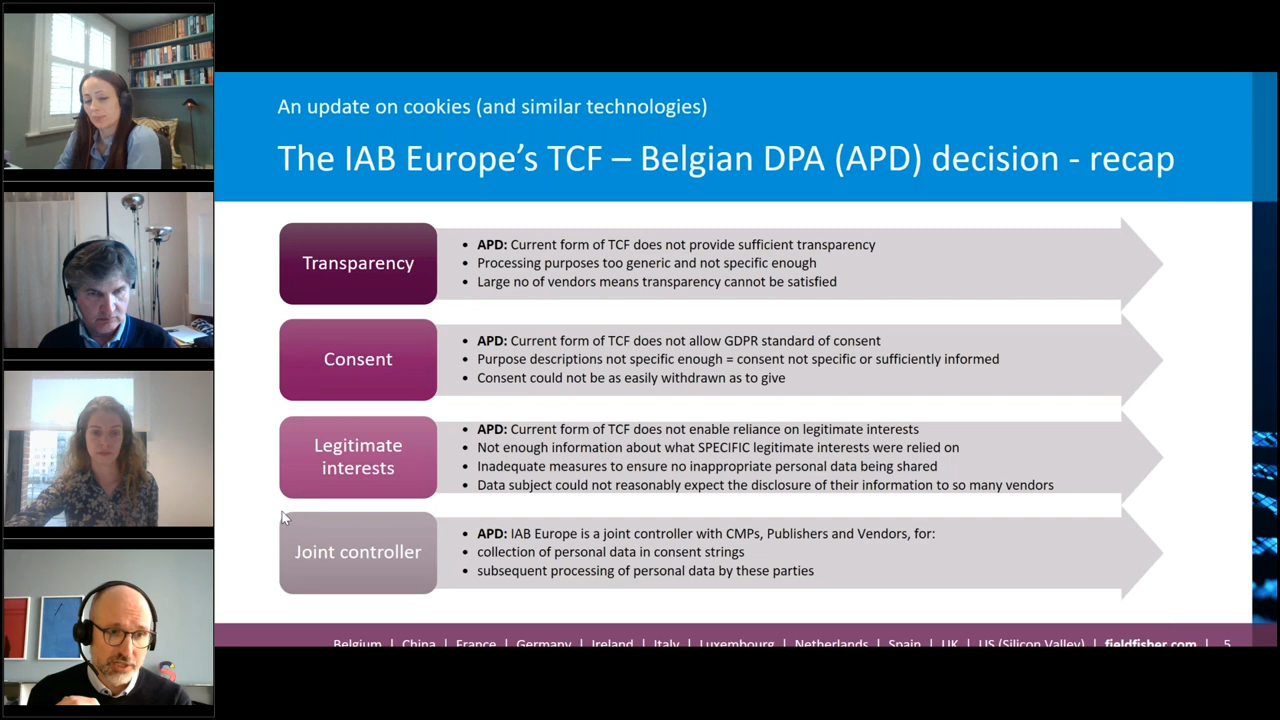 An update on cookies (and similar technologies)
The IAB Europe's TCF – Belgian DPA (APD) decision - recap
Transparency
• APD: Current form of TCF does not provide sufficient transparency
• Processing purposes too generic and not specific enough
• Large no of vendors means transparency cannot be satisfied
Consent
• APD: Current form of TCF does not allow GDPR standard of consent
• Purpose descriptions not specific enough = consent not specific or sufficiently informed
• Consent could not be as easily withdrawn as to give
Legitimate
interests
• APD: Current form of TCF does not enable reliance on legitimate interests
• Not enough information about what SPECIFIC legitimate interests were relied on
• Inadequate measures to ensure no inappropriate personal data being shared
• Data subject could not reasonably expect the disclosure of their information to so many vendors
Joint controller
• APD: IAB Europe is a joint controller with CMPs, Publishers and Vendors, for:
• collection of personal data in consent strings
• subsequent processing of personal data by these parties
Belgium | China | France | Germany | Ireland | Italy | Luxembourg | Netherlands | Spain | UK | US (Silicon Valley) | fieldfisher.com | 5